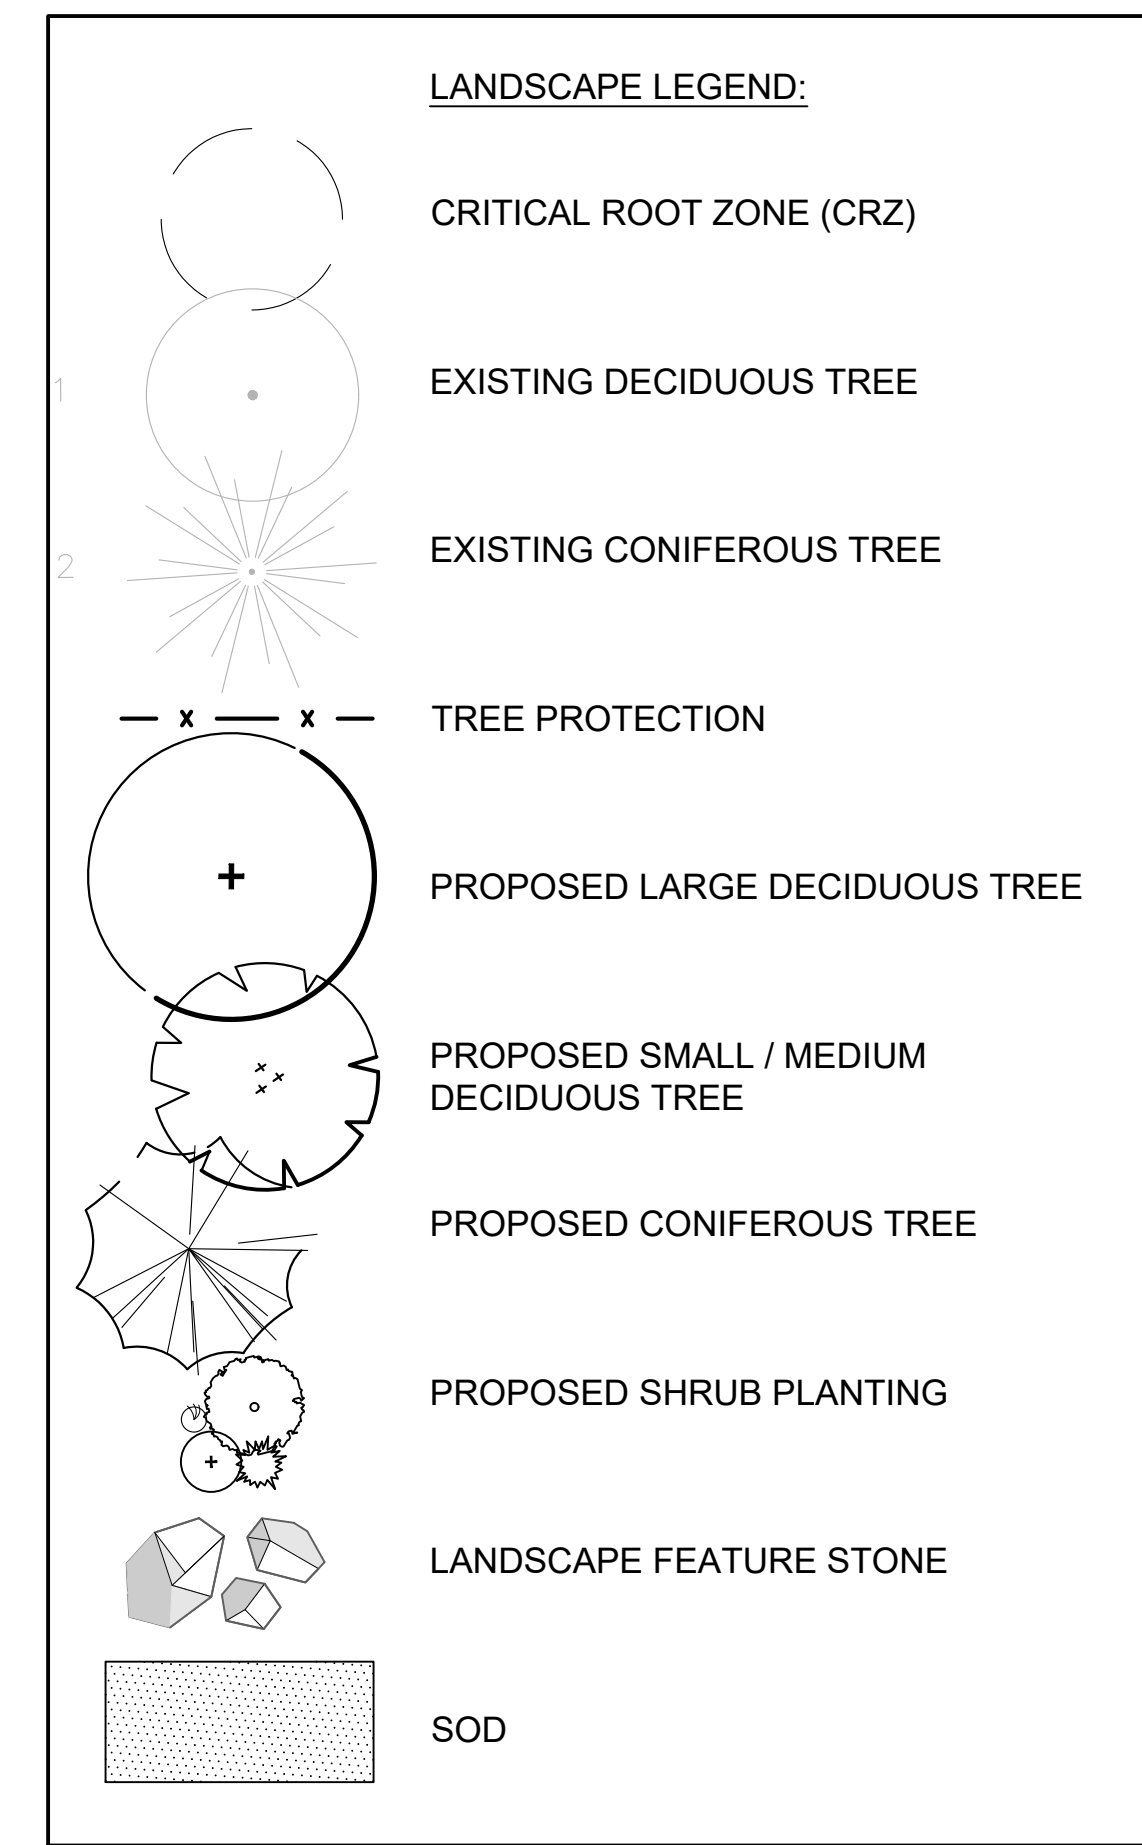 LANDSCAPE LEGEND:
CRITICAL ROOT ZONE (CRZ)
1
EXISTING DECIDUOUS TREE
2
EXISTING CONIFEROUS TREE
x x
TREE PROTECTION
PROPOSED LARGE DECIDUOUS TREE
PROPOSED SMALL / MEDIUM
DECIDUOUS TREE
PROPOSED CONIFEROUS TREE
PROPOSED SHRUB PLANTING
LANDSCAPE FEATURE STONE
SOD